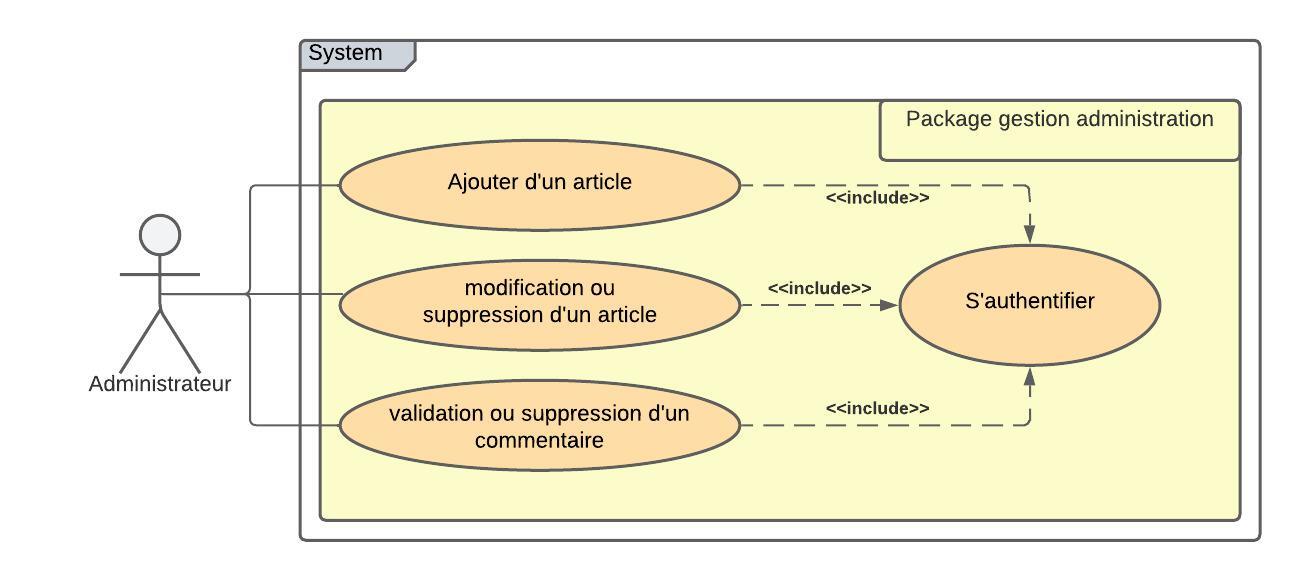 System
Package gestion administration
Ajouter d'un article
<<include>>
modification ou
suppression d'un article
<<include>>
S'authentifier
Administrateur
validation ou suppression d'un
commentaire
<<include>>